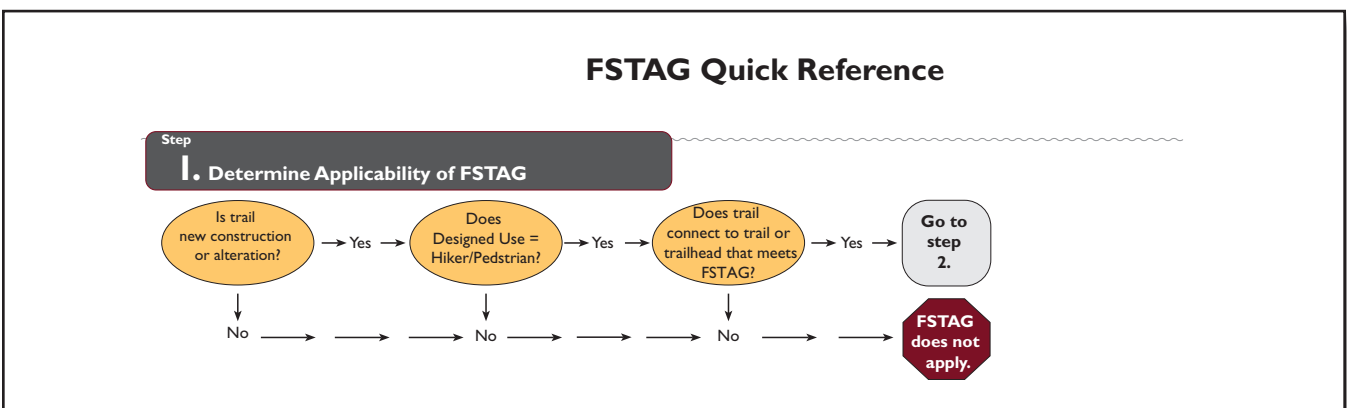 FSTAG Quick Reference
Step
1. Determine Applicability of FSTAG
Is trail
new construction
or alteration?
Yes
Does
Designed Use =
Hiker/Pedstrian?
Yes
Does trail
connect to trail or
trailhead that meets
FSTAG?
Yes
Go to
step
2.
No
No
No
FSTAG
does not
apply.